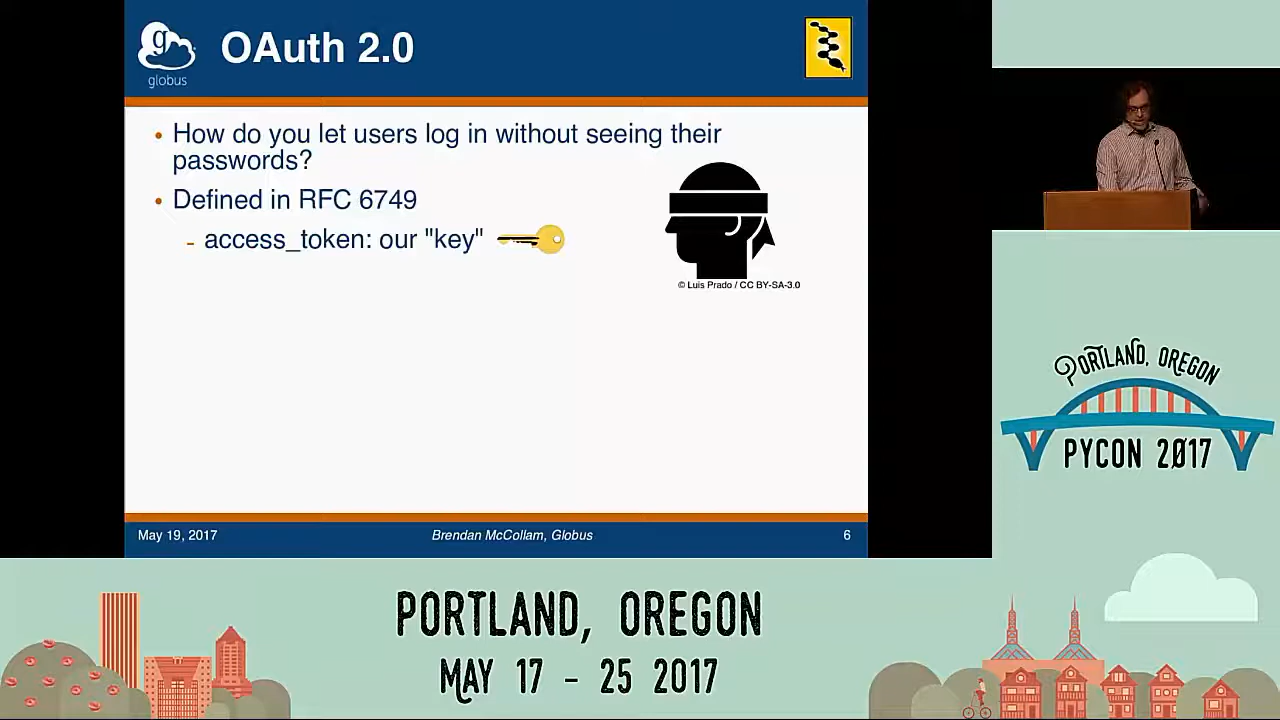 g
globus
OAuth 2.0
• How do you let users log in without seeing their
passwords?
• Defined in RFC 6749
- access_token: our "key"
© Luis Prado / CC BY-SA-3.0
May 19, 2017
Brendan McCollam, Globus
6
PORTLAND, OREGON
PYCON 2017
PORTLAND, OREGON
MAY 17 - 25 2017